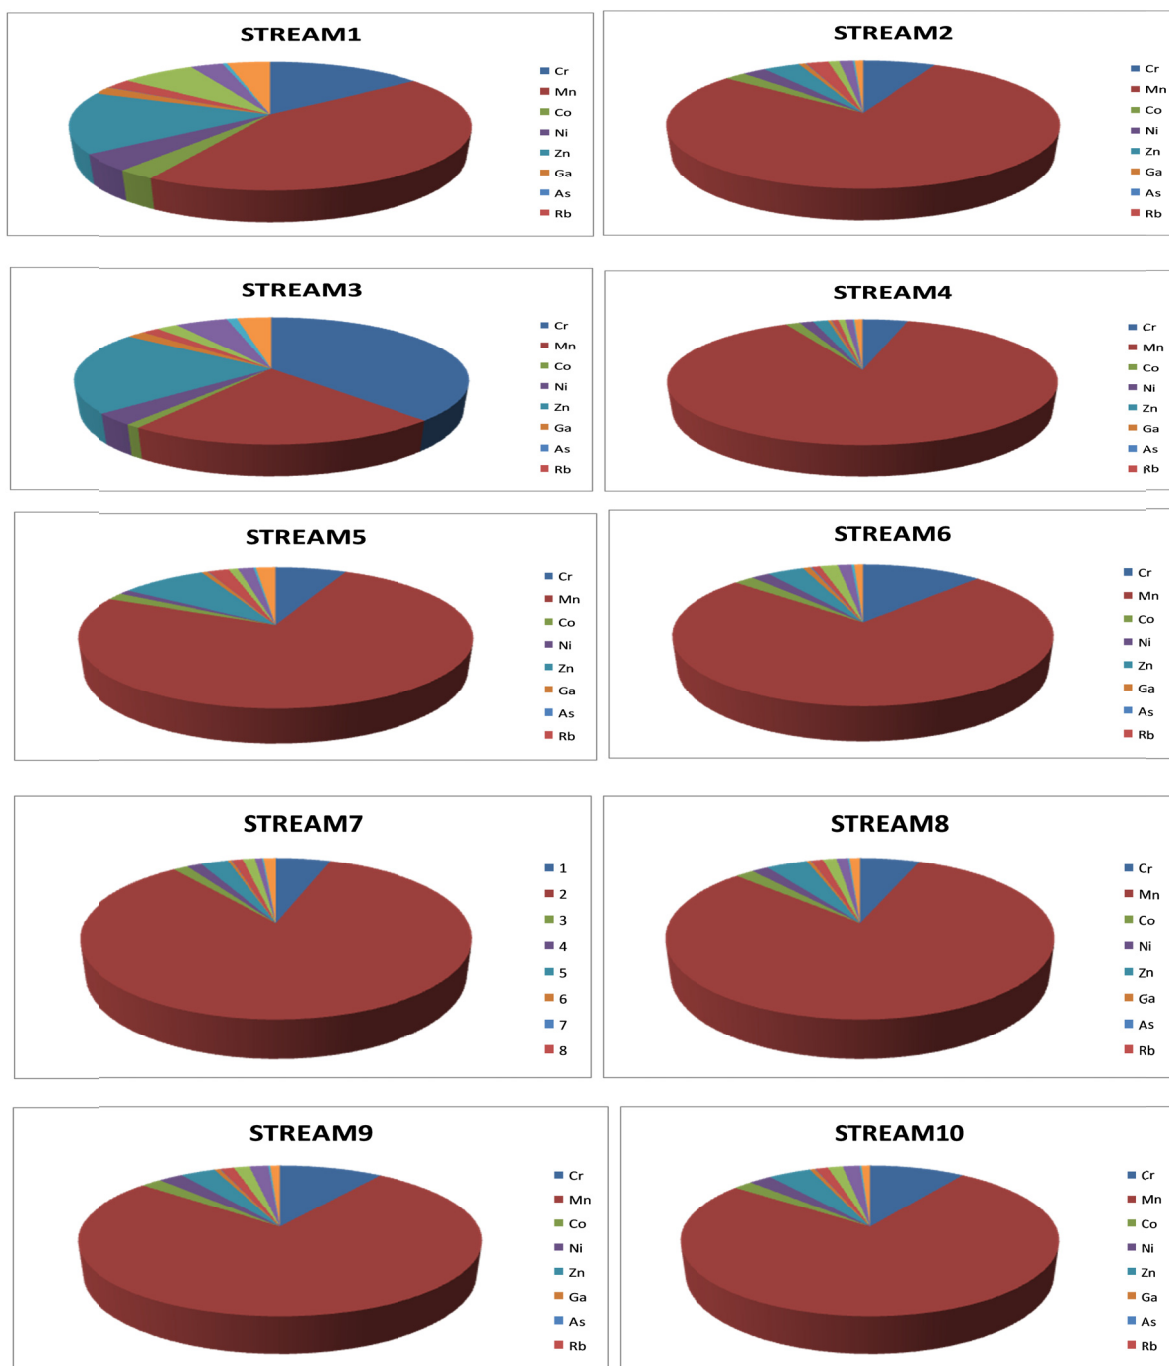 STREAM1
Cr
Mn
Co
Ni
Zn
Ga
As
Rb
STREAM2
Cr
Mn
Co
Ni
Zn
Ga
As
Rb
STREAM3
Cr
Mn
Co
Ni
Zn
Ga
As
Rb
STREAM4
Cr
Mn
Co
Ni
Zn
Ga
As
Rb
STREAM5
Cr
Mn
Co
Ni
Zn
Ga
As
Rb
STREAM6
Cr
Mn
Co
Ni
Zn
Ga
As
Rb
STREAM7
1
2
3
4
5
6
7
8
STREAM8
Cr
Mn
Co
Ni
Zn
Ga
As
Rb
STREAM9
Cr
Mn
Co
Ni
Zn
Ga
As
Rb
STREAM10
Cr
Mn
Co
Ni
Zn
Ga
As
Rb